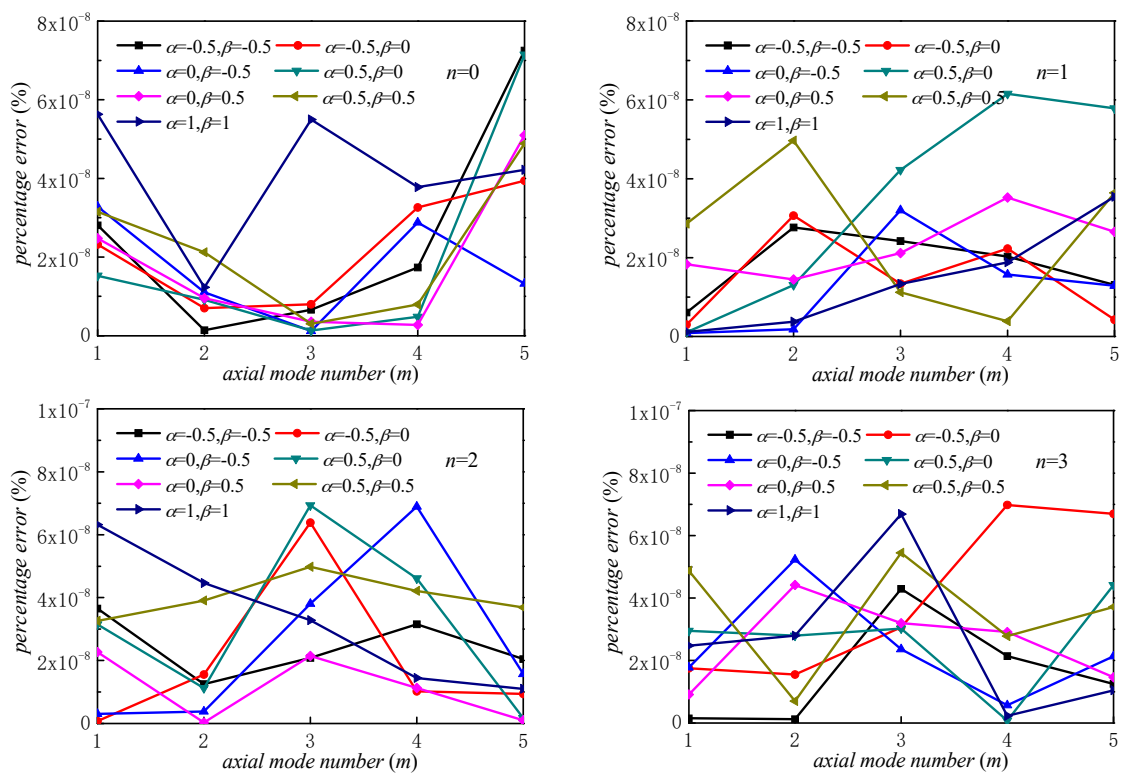 8x10⁻⁸
α=-0.5,β=-0.5 α=-0.5,β=0
α=0,β=-0.5 α=0.5,β=0 n=0
α=0,β=0.5 α=0.5,β=0.5
α=1,β=1
6x10⁻⁸
4x10⁻⁸
2x10⁻⁸
0
percentage error (%)
1 2 3 4 5
axial mode number (m)
8x10⁻⁸
α=-0.5,β=-0.5 α=-0.5,β=0
α=0,β=-0.5 α=0.5,β=0 n=1
α=0,β=0.5 α=0.5,β=0.5
α=1,β=1
6x10⁻⁸
4x10⁻⁸
2x10⁻⁸
0
percentage error (%)
1 2 3 4 5
axial mode number (m)
1x10⁻⁷
α=-0.5,β=-0.5 α=-0.5,β=0
α=0,β=-0.5 α=0.5,β=0 n=2
α=0,β=0.5 α=0.5,β=0.5
α=1,β=1
8x10⁻⁸
6x10⁻⁸
4x10⁻⁸
2x10⁻⁸
0
percentage error (%)
1 2 3 4 5
axial mode number (m)
1x10⁻⁷
α=-0.5,β=-0.5 α=-0.5,β=0
α=0,β=-0.5 α=0.5,β=0 n=3
α=0,β=0.5 α=0.5,β=0.5
α=1,β=1
8x10⁻⁸
6x10⁻⁸
4x10⁻⁸
2x10⁻⁸
0
percentage error (%)
1 2 3 4 5
axial mode number (m)